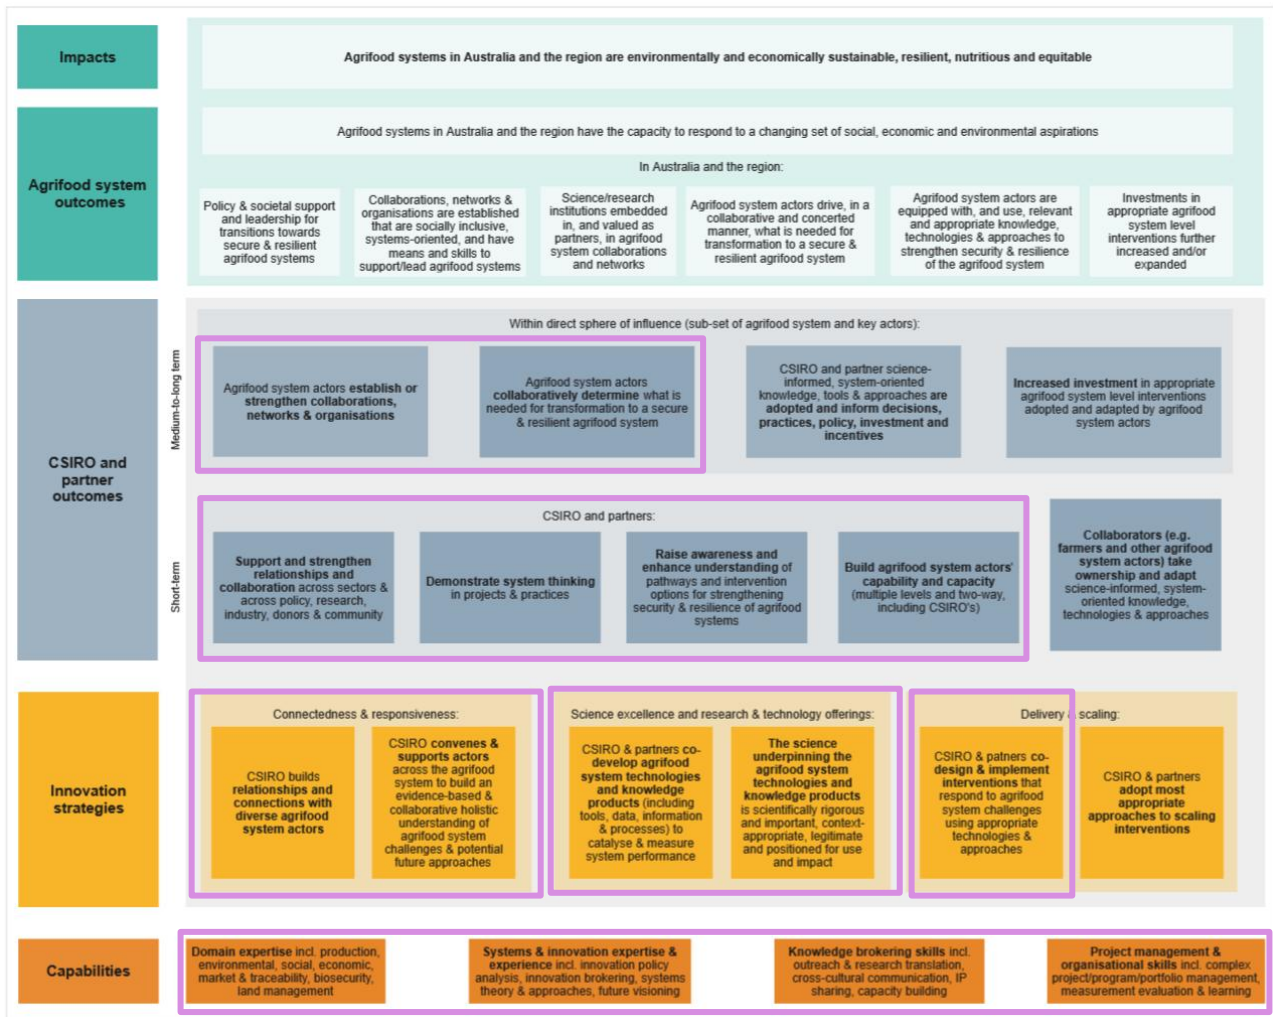 Impacts
Agrifood systems in Australia and the region are environmentally and economically sustainable, resilient, nutritious and equitable
Agrifood system
outcomes
Agrifood systems in Australia and the region have the capacity to respond to a changing set of social, economic and environmental aspirations
In Australia and the region:
Policy & societal support
and leadership for
transitions towards
secure & resilient
agrifood systems
Collaborations, networks &
organisations are established
that are socially inclusive,
systems-oriented, and have
means and skills to
support/lead agrifood systems
Science/research
institutions embedded
in, and valued as
partners, in agrifood
system collaborations
and networks
Agrifood system actors drive, in a
collaborative and concerted
manner, what is needed for
transformation to a secure &
resilient agrifood system
Agrifood system actors are
equipped with, and use, relevant
and appropriate knowledge,
technologies & approaches to
strengthen security & resilience
of the agrifood system
Investments in
appropriate agrifood
system level
interventions further
increased and/or
expanded
CSIRO and
partner
outcomes
Medium-to-long term
Within direct sphere of influence (sub-set of agrifood system and key actors):
Agrifood system actors establish or
strengthen collaborations,
networks & organisations
Agrifood system actors
collaboratively determine what is
needed for transformation to a secure
& resilient agrifood system
CSIRO and partner science-
informed, system-oriented
knowledge, tools & approaches are
adopted and inform decisions,
practices, policy, investment and
incentives
Increased investment in appropriate
agrifood system level interventions
adopted and adapted by agrifood
system actors
Short-term
CSIRO and partners:
Support and strengthen
relationships and
collaboration across sectors &
across policy, research,
industry, donors & community
Demonstrate system thinking
in projects & practices
Raise awareness and
enhance understanding of
pathways and intervention
options for strengthening
security & resilience of agrifood
systems
Build agrifood system actors'
capability and capacity
(multiple levels and two-way,
including CSIRO's)
Collaborators (e.g.
farmers and other agrifood
system actors) take
ownership and adapt
science-informed, system-
oriented knowledge,
technologies & approaches
Innovation
strategies
Connectedness & responsiveness:
CSIRO builds
relationships and
connections with
diverse agrifood
system actors
CSIRO convenes &
supports actors
across the agrifood
system to build an
evidence-based &
collaborative holistic
understanding of
agrifood system
challenges & potential
future approaches
Science excellence and research & technology offerings:
CSIRO & partners co-
develop agrifood
system technologies
and knowledge
products (including
tools, data, information
& processes) to
catalyse & measure
system performance
The science
underpinning the
agrifood system
technologies and
knowledge products
is scientifically rigorous
and important, context-
appropriate, legitimate
and positioned for use
and impact
Delivery & scaling:
CSIRO & patners co-
design & implement
interventions that
respond to agrifood
system challenges
using appropriate
technologies &
approaches
CSIRO & partners
adopt most
appropriate
approaches to scaling
interventions
Capabilities
Domain expertise incl. production,
environmental, social, economic,
market & traceability, biosecurity,
land management
Systems & innovation expertise &
experience incl. innovation policy
analysis, innovation brokering, systems
theory & approaches, future visioning
Knowledge brokering skills incl.
outreach & research translation,
cross-cultural communication, IP
sharing, capacity building
Project management &
organisational skills incl. complex
project/program/portfolio management,
measurement evaluation & learning